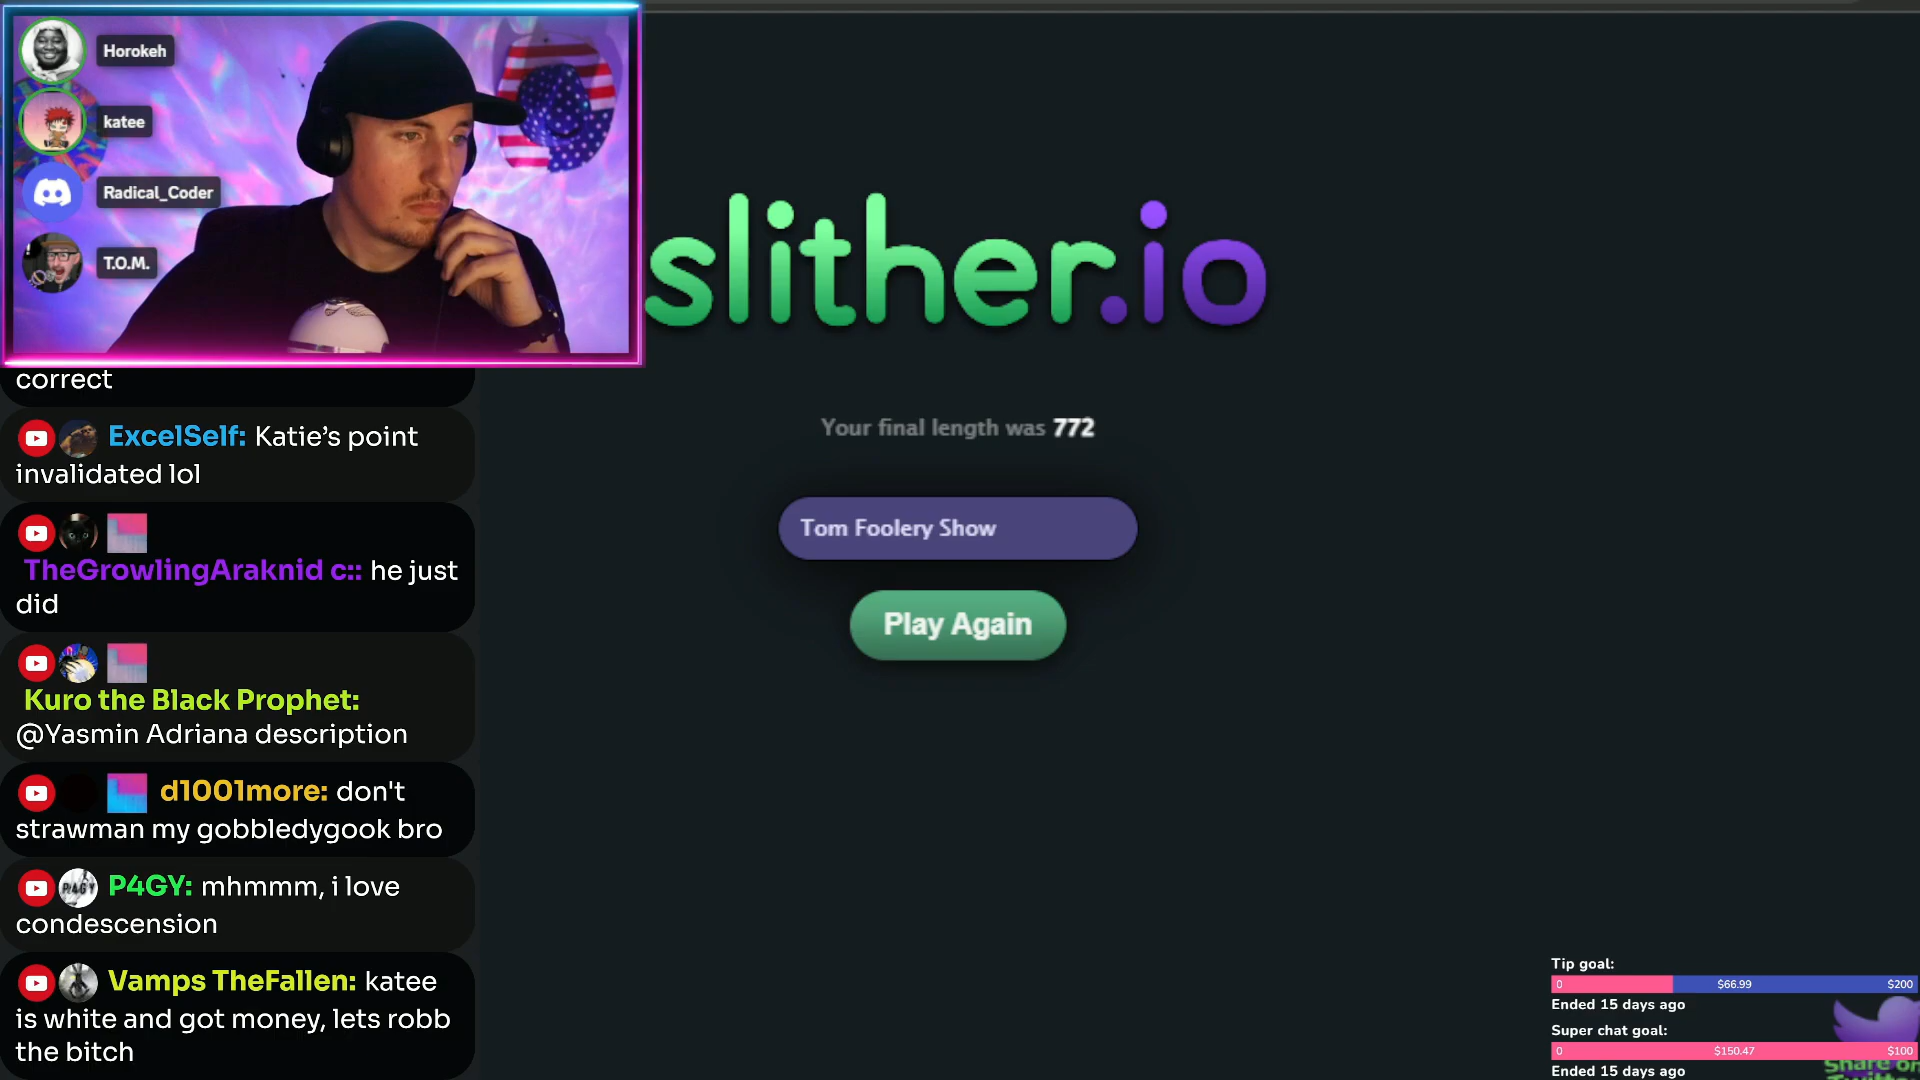 Horokeh
katee
Radical_Coder
T.O.M.
slither.io
Your final length was 772
Tom Foolery Show
Play Again
correct
ExcelSelf: Katie’s point
invalidated lol
TheGrowlingAraknid c:: he just
did
Kuro the Black Prophet:
@Yasmin Adriana description
d1001more: don't
strawman my gobbledygook bro
P4GY
P4GY: mhmmm, i love
condescension
Vamps TheFallen: katee
is white and got money, lets robb
the bitch
Tip goal:
0 $66.99 $200
Ended 15 days ago
Super chat goal:
0 $150.47 $100
Ended 15 days ago
Share on